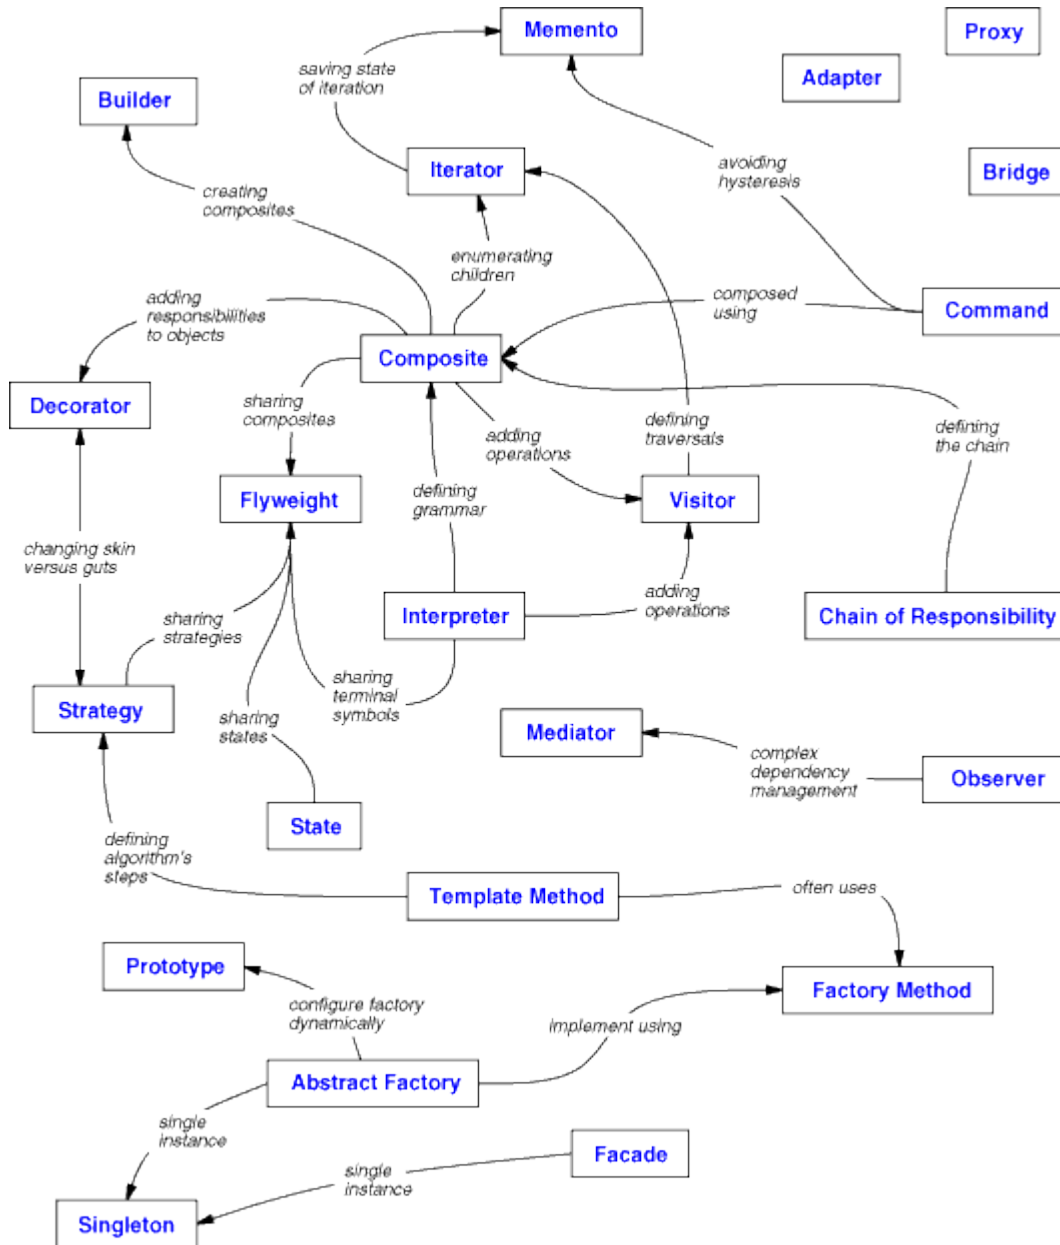 Memento
Proxy
saving state
of iteration
Adapter
Builder
Iterator
avoiding
hysteresis
Bridge
creating
composites
enumerating
children
adding
responsibilities
to objects
composed
using
Command
Composite
Decorator
sharing
composites
adding
operations
defining
traversals
defining
the chain
Flyweight
defining
grammar
Visitor
changing skin
versus guts
sharing
strategies
Interpreter
adding
operations
Chain of Responsibility
sharing
terminal
symbols
Strategy
sharing
states
Mediator
complex
dependency
management
Observer
State
defining
algorithm's
steps
Template Method
often uses
Prototype
Factory Method
configure factory
dynamically
implement using
Abstract Factory
single
instance
Facade
single
instance
Singleton